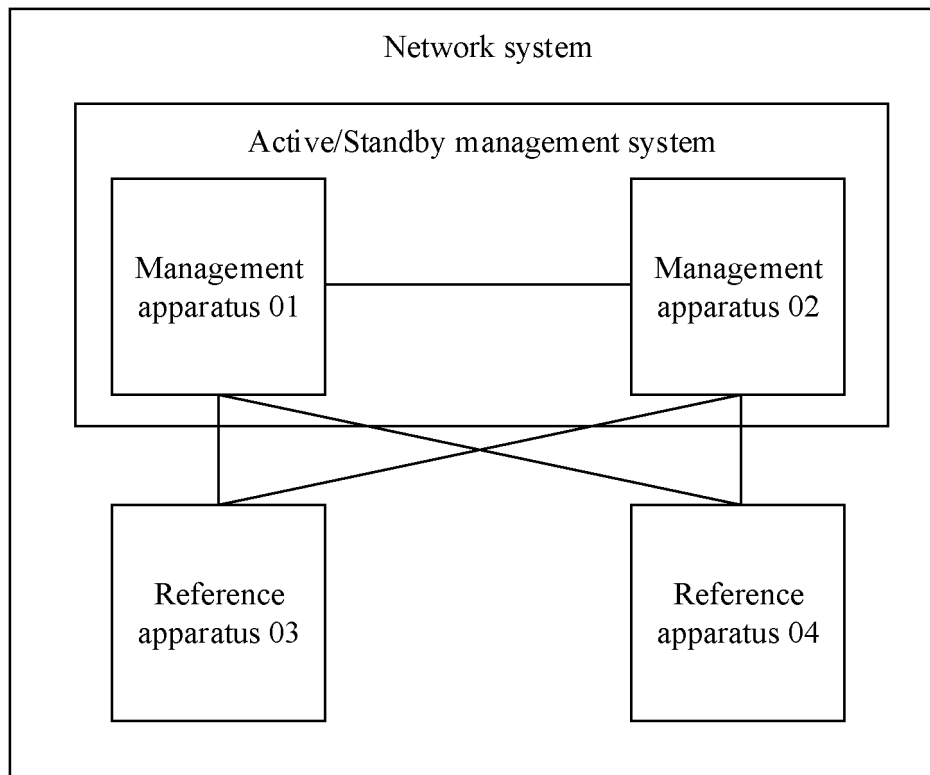 Network system
Active/Standby management system
Management
apparatus 01
Management
apparatus 02
Reference
apparatus 03
Reference
apparatus 04